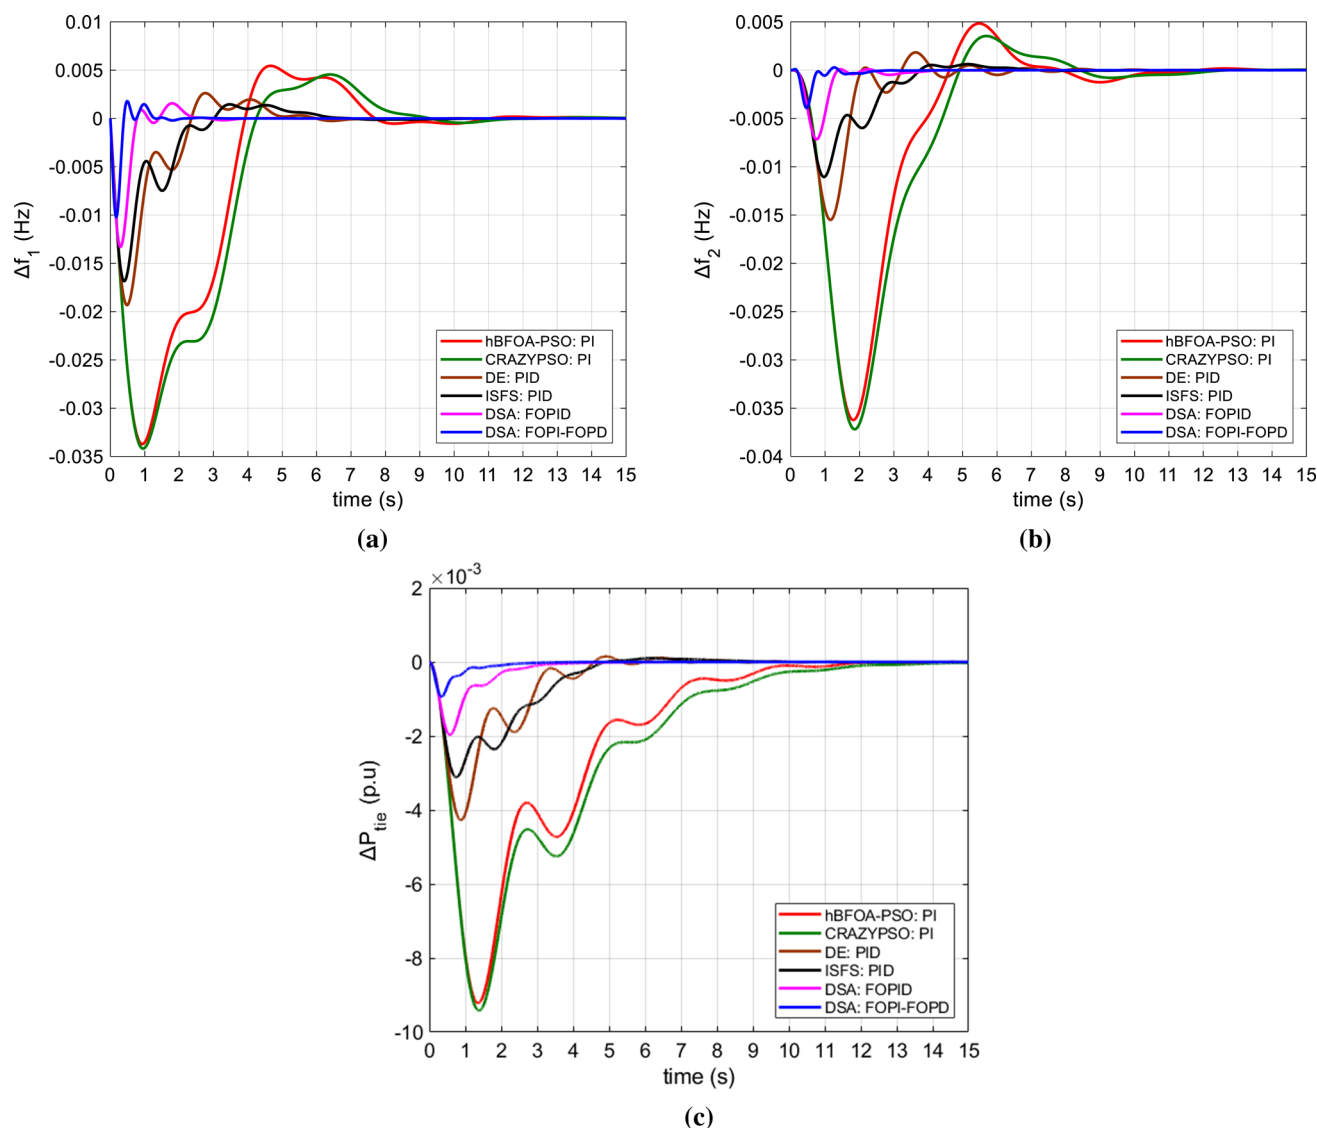 0.01
0.005
0
-0.005
-0.01
-0.015
-0.02
-0.025
-0.03
-0.035
Δf1 (Hz)
hBFOA-PSO: PI
CRAZYPSO: PI
DE: PID
ISFS: PID
DSA: FOPID
DSA: FOPI-FOPD
0 1 2 3 4 5 6 7 8 9 10 11 12 13 14 15
time (s)
(a)
0.005
0
-0.005
-0.01
-0.015
-0.02
-0.025
-0.03
-0.035
-0.04
Δf2 (Hz)
hBFOA-PSO: PI
CRAZYPSO: PI
DE: PID
ISFS: PID
DSA: FOPID
DSA: FOPI-FOPD
0 1 2 3 4 5 6 7 8 9 10 11 12 13 14 15
time (s)
(b)
×10-3
2
0
-2
-4
-6
-8
-10
ΔPtie (p.u)
hBFOA-PSO: PI
CRAZYPSO: PI
DE: PID
ISFS: PID
DSA: FOPID
DSA: FOPI-FOPD
0 1 2 3 4 5 6 7 8 9 10 11 12 13 14 15
time (s)
(c)